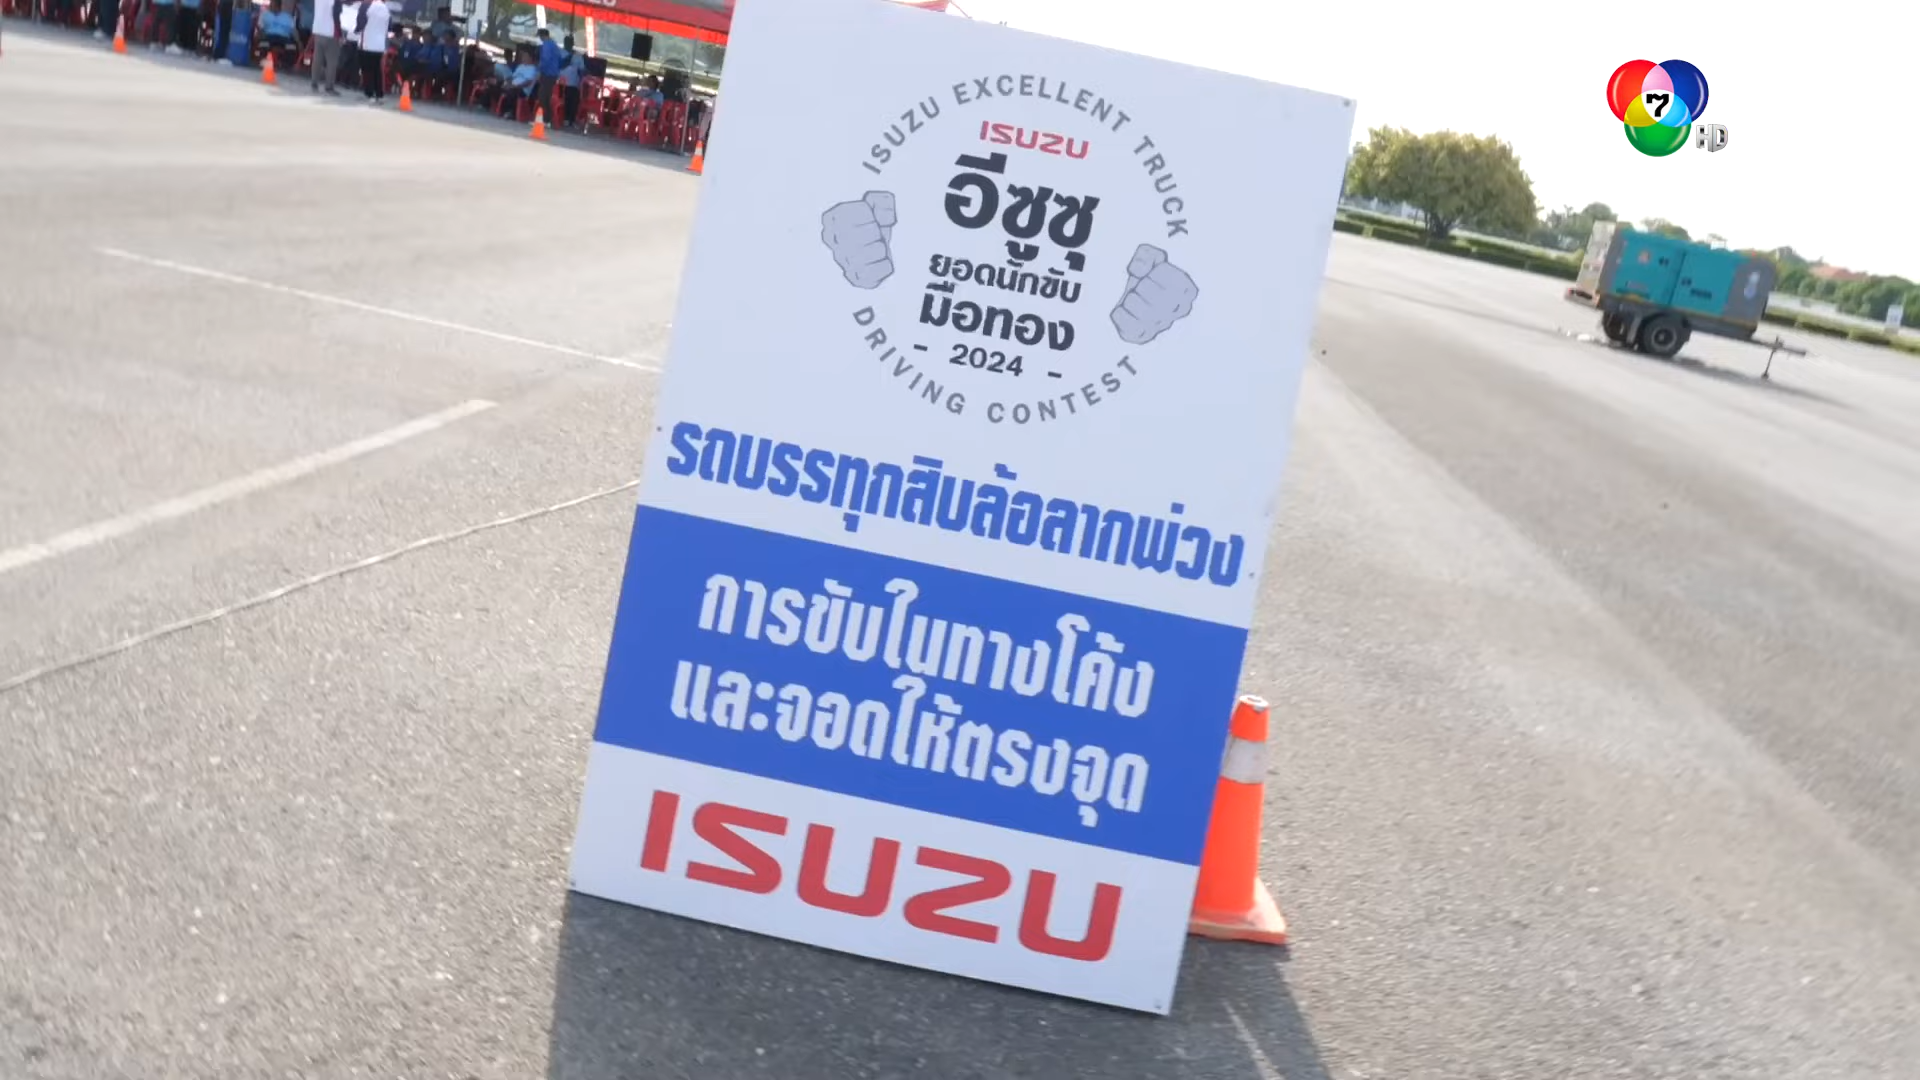 ISUZU EXCELLENT TRUCK
ISUZU
อีซูซุ
ยอดนักขับ
มือทอง
- 2024 -
DRIVING CONTEST
รถบรรทุกสิบล้อลากพ่วง
การขับในทางโค้ง
และจอดให้ตรงจุด
ISUZU
7 HD